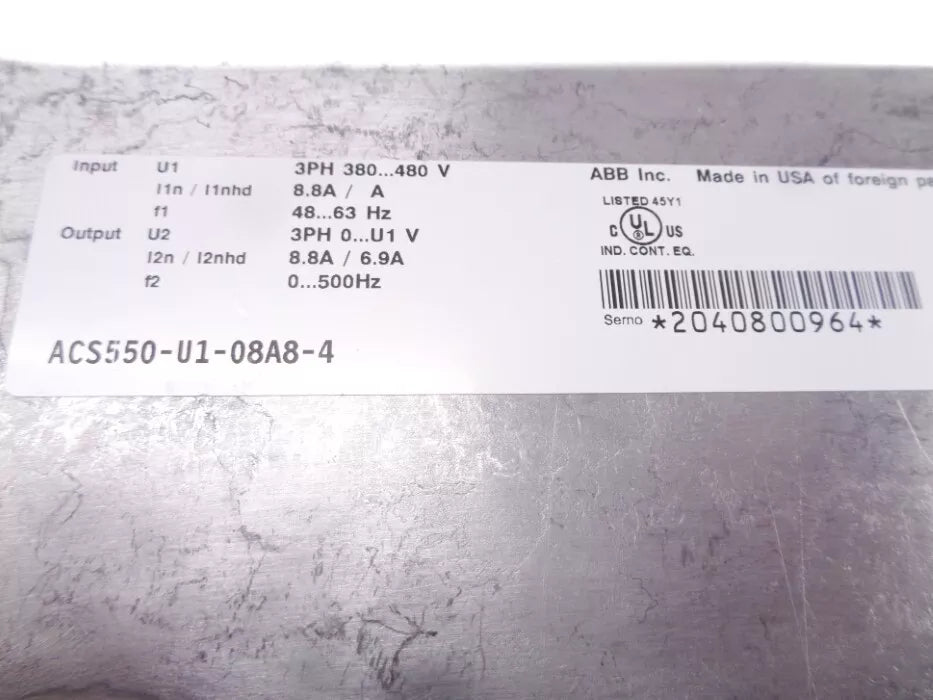 Input U1 3PH 380...480 V
I1n / I1nhd 8.8A / A
f1 48...63 Hz
Output U2 3PH 0...U1 V
I2n / I2nhd 8.8A / 6.9A
f2 0...500Hz
ACS550-U1-08A8-4
ABB Inc. Made in USA of foreign
LISTED 45Y1
C UL US
IND. CONT. EQ.
Serno *2040800964*